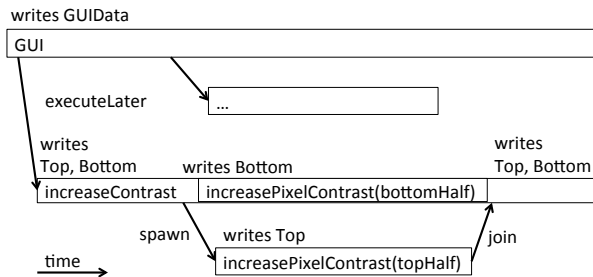 writes GUIData
GUI
executeLater
...
writes
Top, Bottom
writes Bottom
writes
Top, Bottom
increaseContrast
increasePixelContrast(bottomHalf)
spawn
writes Top
join
increasePixelContrast(topHalf)
time